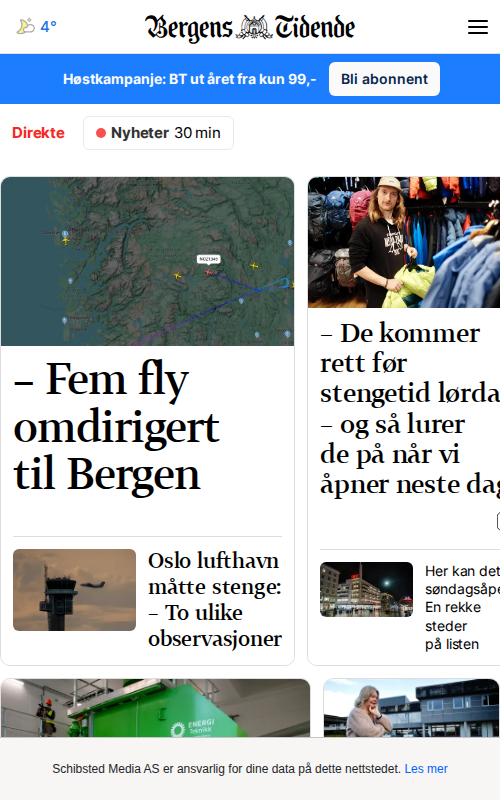 4°
Bergens Tidende
Høstkampanje: BT ut året fra kun 99,-
Bli abonnent
Direkte
Nyheter 30 min
– Fem fly
omdirigert
til Bergen
Oslo lufthavn
måtte stenge:
– To ulike
observasjoner
– De kommer
rett før
stengetid lørda
– og så lurer
de på når vi
åpner neste dag
Her kan det
søndagsåpe
En rekke
steder
på listen
ENERGI
Teknikk
Schibsted Media AS er ansvarlig for dine data på dette nettstedet. Les mer